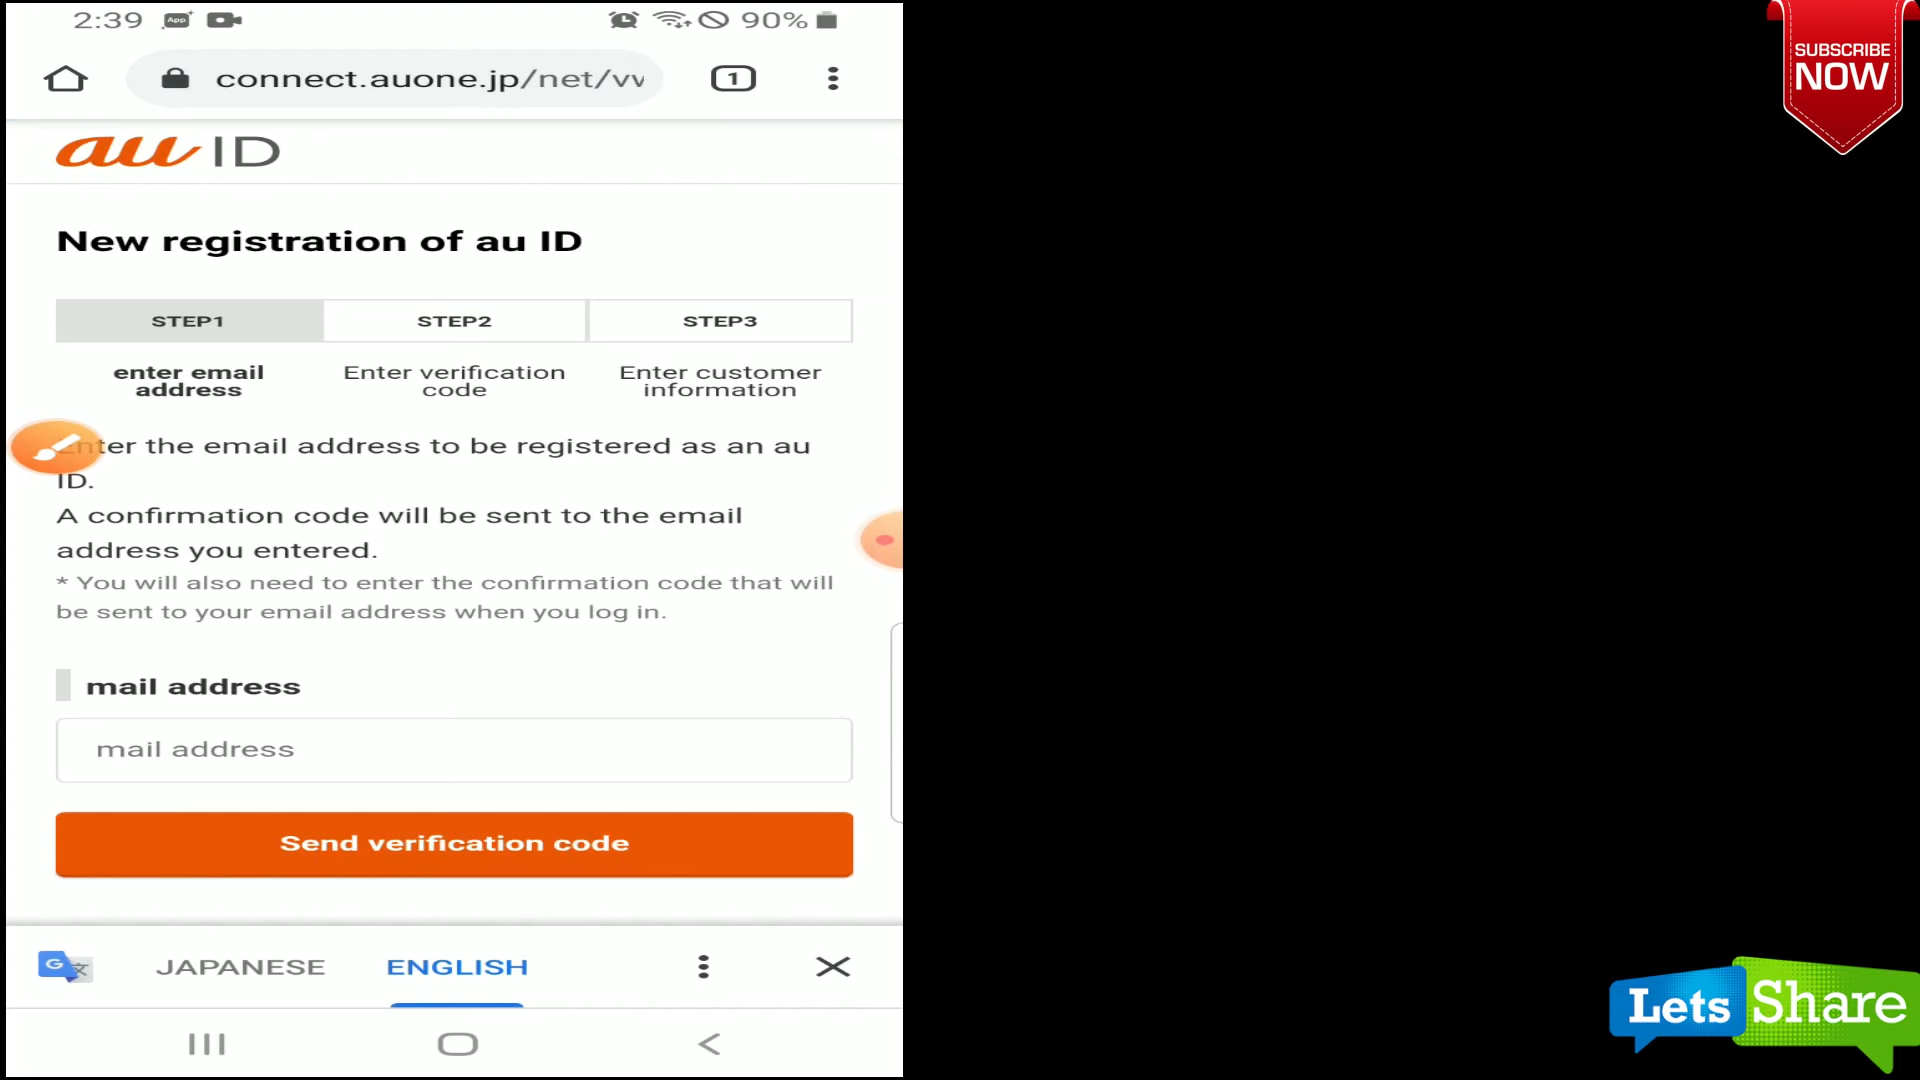 2:39 App 90%
connect.auone.jp/net/vv
1
au ID
New registration of au ID
STEP1 STEP2 STEP3
enter email address
Enter verification code
Enter customer information
Enter the email address to be registered as an au
ID.
A confirmation code will be sent to the email
address you entered.
* You will also need to enter the confirmation code that will
be sent to your email address when you log in.
mail address
mail address
Send verification code
G 文 JAPANESE ENGLISH
SUBSCRIBE
NOW
Lets Share